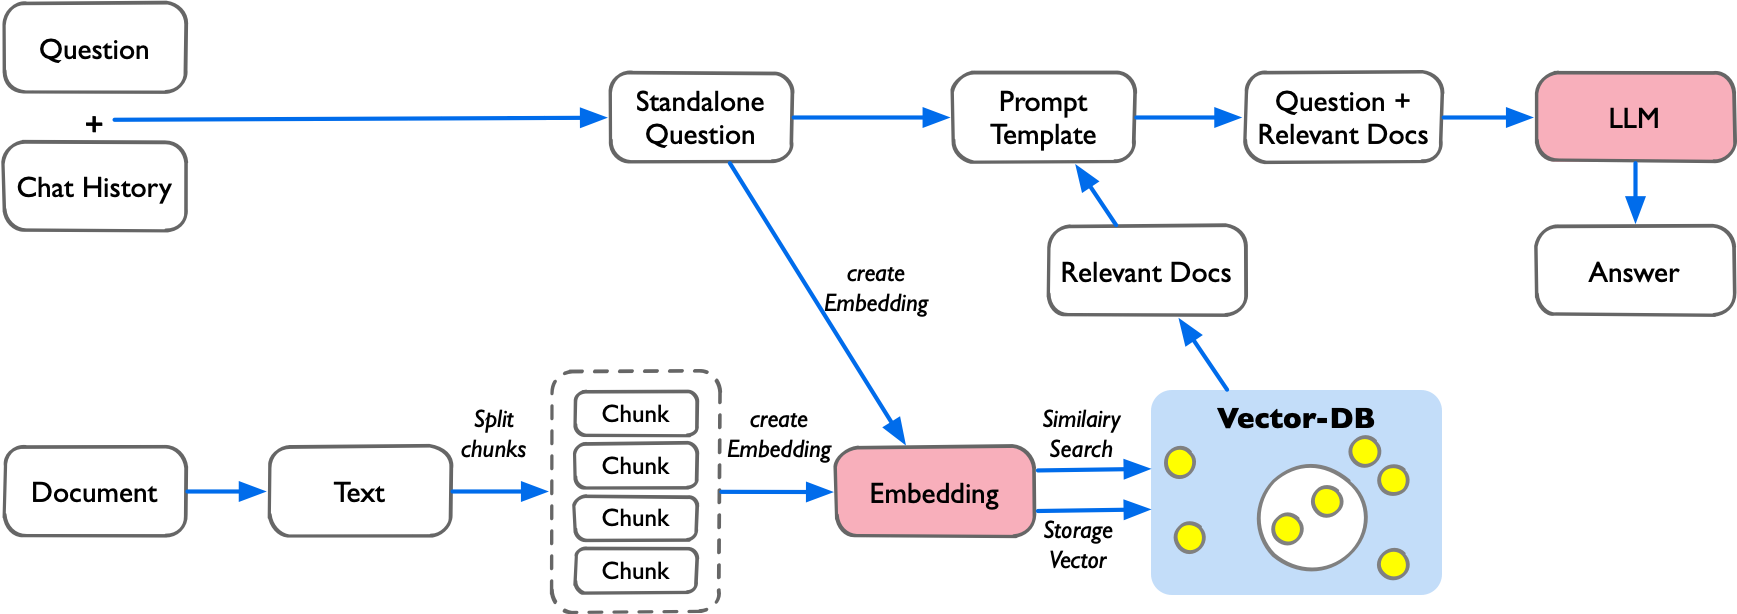 Question
+
Chat History
Standalone
Question
Prompt
Template
Question +
Relevant Docs
LLM
create
Embedding
Relevant Docs
Answer
Document
Text
Split
chunks
Chunk
Chunk
Chunk
Chunk
create
Embedding
Embedding
Similairy
Search
Storage
Vector
Vector-DB